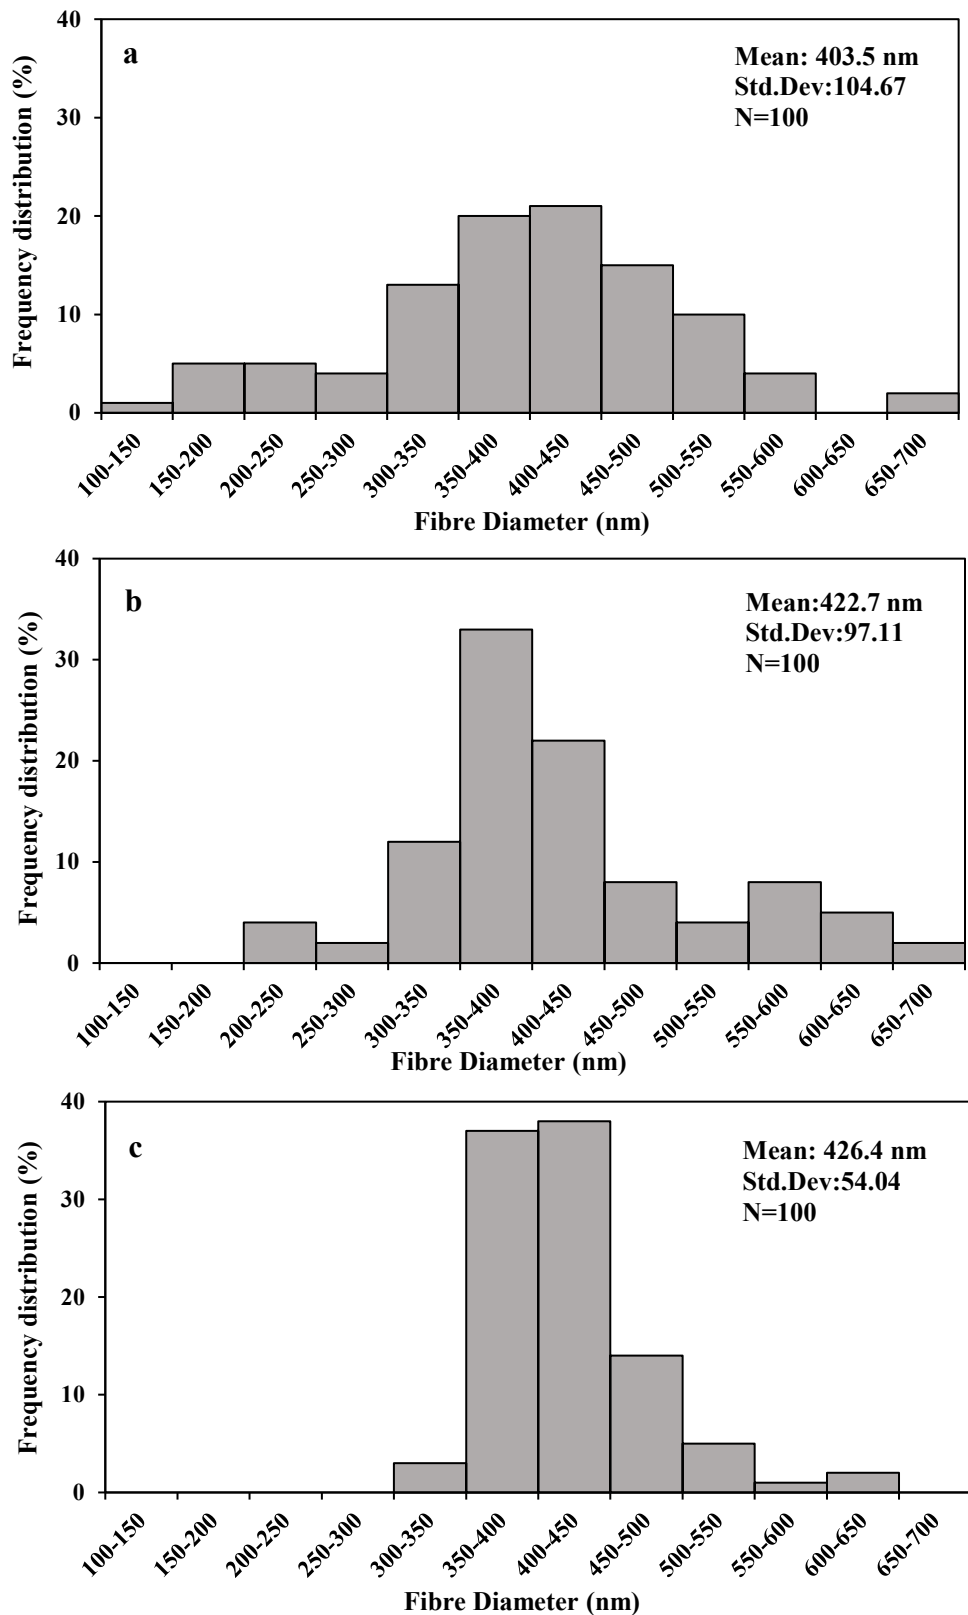 a
Mean: 403.5 nm
Std.Dev:104.67
N=100
Frequency distribution (%)
40
30
20
10
0
100-150
150-200
200-250
250-300
300-350
350-400
400-450
450-500
500-550
550-600
600-650
650-700
Fibre Diameter (nm)
b
Mean:422.7 nm
Std.Dev:97.11
N=100
Frequency distribution (%)
40
30
20
10
0
100-150
150-200
200-250
250-300
300-350
350-400
400-450
450-500
500-550
550-600
600-650
650-700
Fibre Diameter (nm)
c
Mean: 426.4 nm
Std.Dev:54.04
N=100
Frequency distribution (%)
40
30
20
10
0
100-150
150-200
200-250
250-300
300-350
350-400
400-450
450-500
500-550
550-600
600-650
650-700
Fibre Diameter (nm)